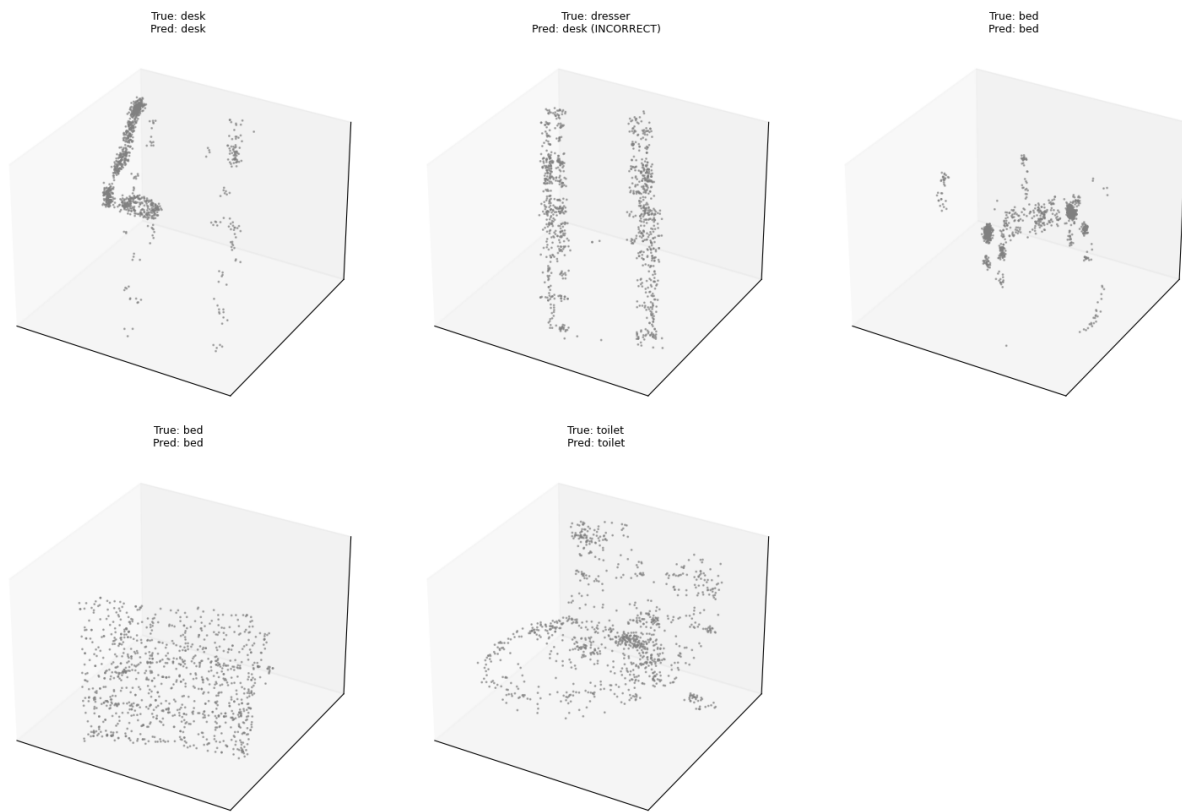 True: desk
Pred: desk
True: dresser
Pred: desk (INCORRECT)
True: bed
Pred: bed
True: bed
Pred: bed
True: toilet
Pred: toilet